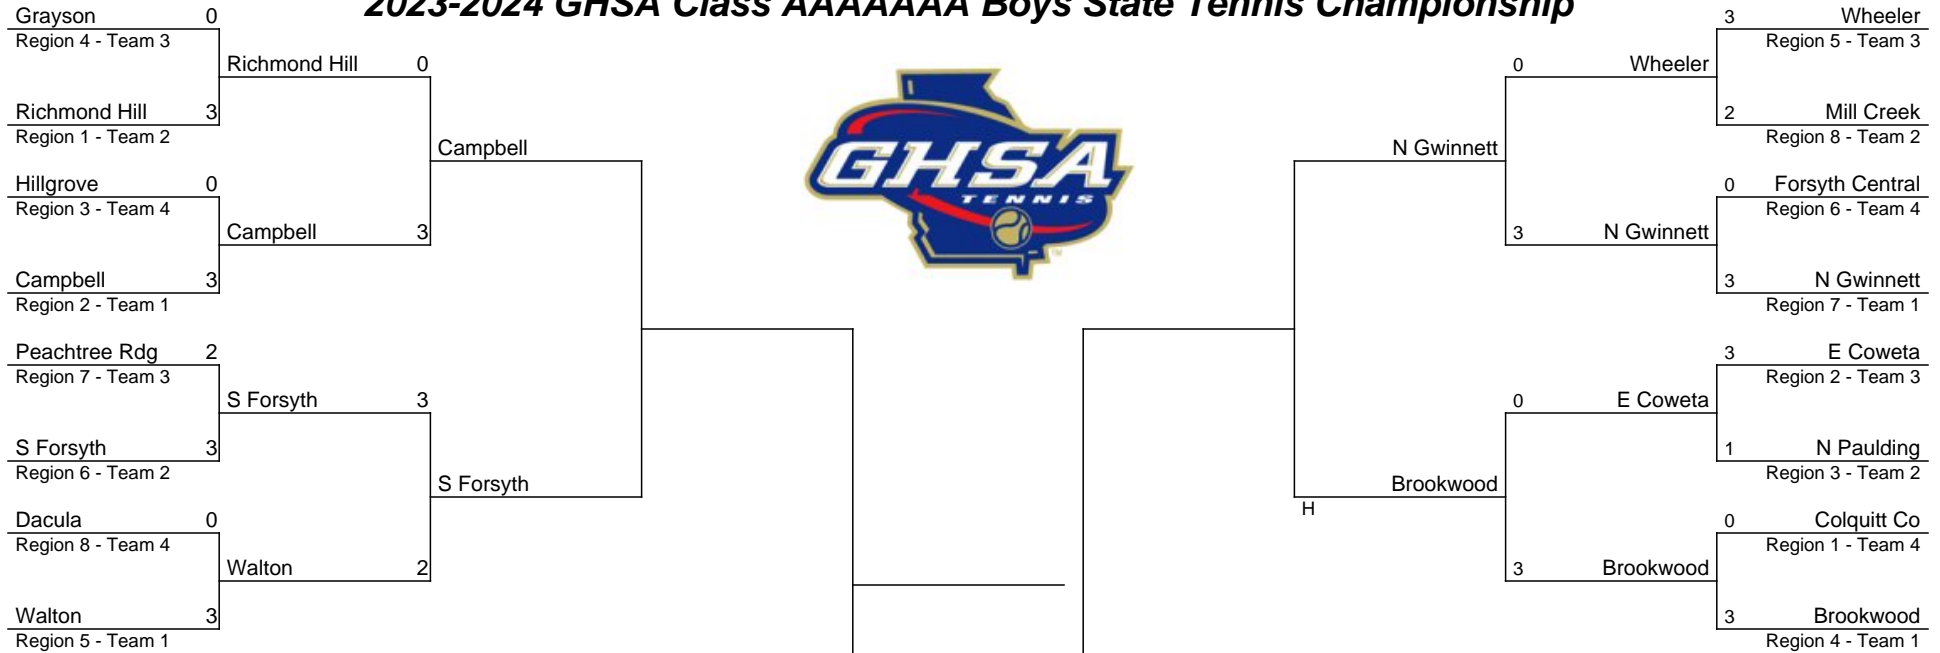 2023-2024 GHSA Class AAAAAAA Boys State Tennis Championship
Grayson 0
Region 4 - Team 3
Richmond Hill 0
Richmond Hill 3
Region 1 - Team 2
Campbell
Hillgrove 0
Region 3 - Team 4
Campbell 3
Campbell 3
Region 2 - Team 1
Peachtree Rdg 2
Region 7 - Team 3
S Forsyth 3
S Forsyth 3
Region 6 - Team 2
S Forsyth
Dacula 0
Region 8 - Team 4
Walton 2
Walton 3
Region 5 - Team 1
GHSA
TENNIS
TM
3 Wheeler
Region 5 - Team 3
0 Wheeler
2 Mill Creek
Region 8 - Team 2
N Gwinnett
0 Forsyth Central
Region 6 - Team 4
3 N Gwinnett
3 N Gwinnett
Region 7 - Team 1
3 E Coweta
Region 2 - Team 3
0 E Coweta
1 N Paulding
Region 3 - Team 2
Brookwood
H
0 Colquitt Co
Region 1 - Team 4
3 Brookwood
3 Brookwood
Region 4 - Team 1